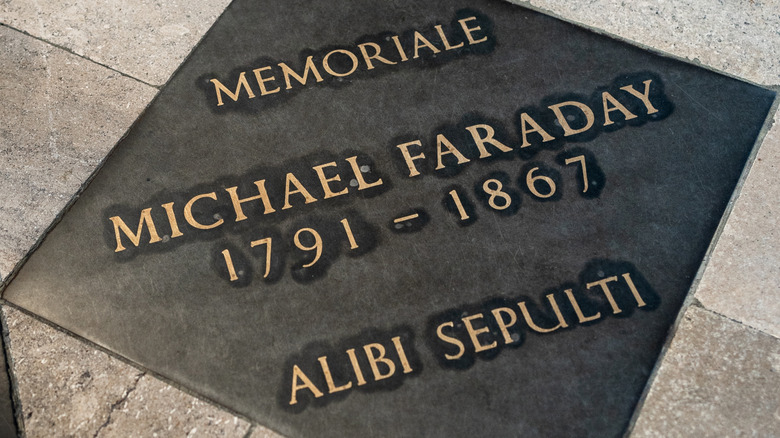 MEMORIALE
MICHAEL FARADAY
1791 – 1867
ALIBI SEPULTI